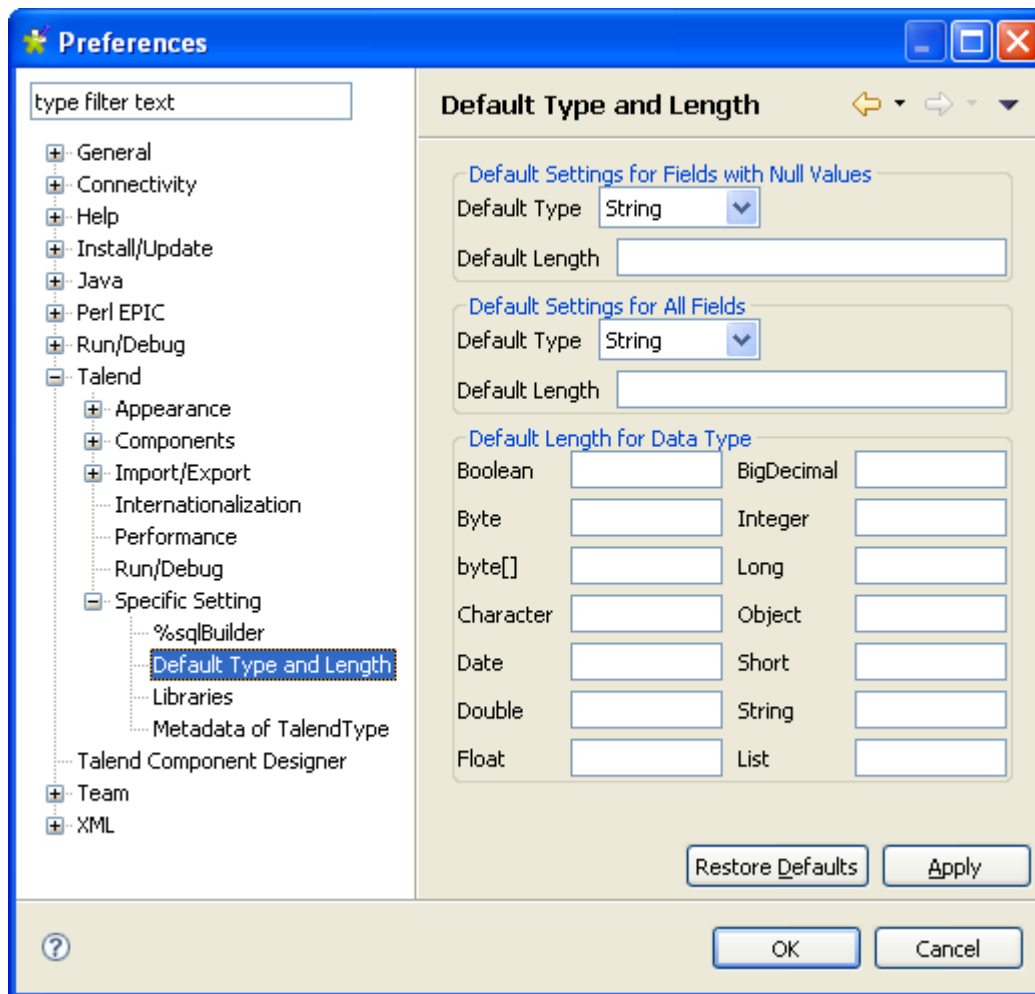 Preferences
type filter text
General
Connectivity
Help
Install/Update
Java
Perl EPIC
Run/Debug
Talend
Appearance
Components
Import/Export
Internationalization
Performance
Run/Debug
Specific Setting
%sqlBuilder
Default Type and Length
Libraries
Metadata of TalendType
Talend Component Designer
Team
XML
Default Type and Length
Default Settings for Fields with Null Values
Default Type String
Default Length
Default Settings for All Fields
Default Type String
Default Length
Default Length for Data Type
Boolean BigDecimal
Byte Integer
byte[] Long
Character Object
Date Short
Double String
Float List
Restore Defaults Apply
OK Cancel